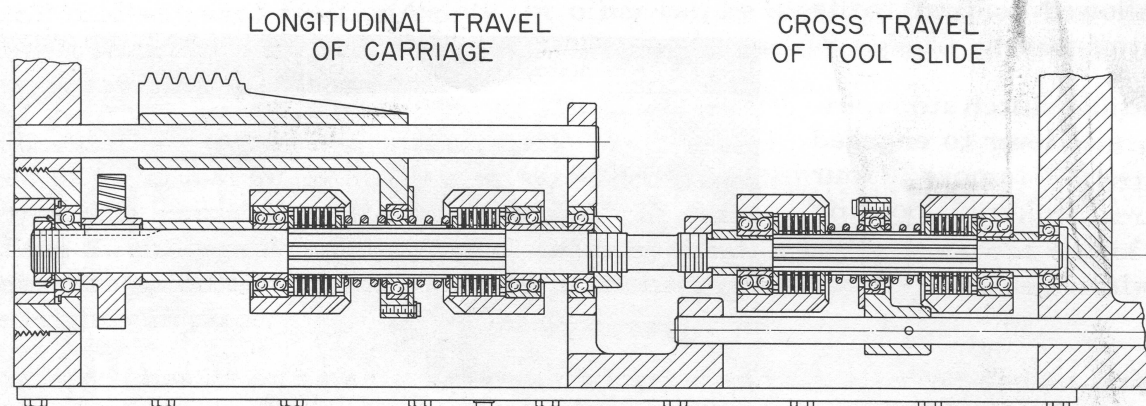 LONGITUDINAL TRAVEL
OF CARRIAGE
CROSS TRAVEL
OF TOOL SLIDE